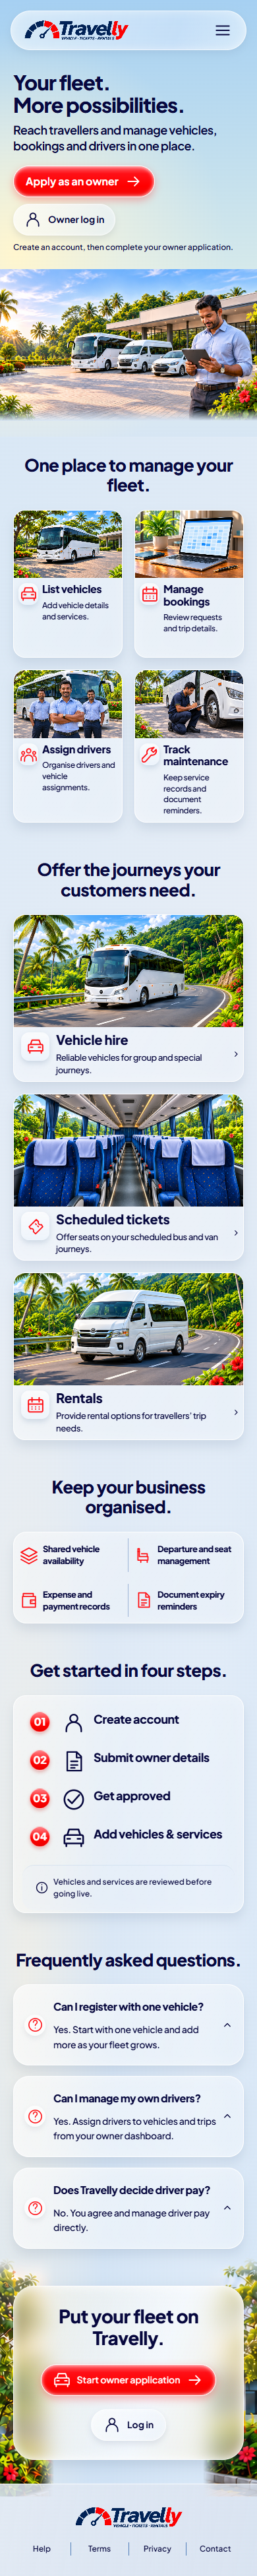 Travelly
VEHICLE · TICKETS · RENTALS
Your fleet.
More possibilities.
Reach travellers and manage vehicles,
bookings and drivers in one place.
Apply as an owner
Owner log in
Create an account, then complete your owner application.
One place to manage your
fleet.
List vehicles
Add vehicle details
and services.
Manage
bookings
Review requests
and trip details.
Assign drivers
Organise drivers and
vehicle
assignments.
Track
maintenance
Keep service
records and
document
reminders.
Offer the journeys your
customers need.
Vehicle hire
Reliable vehicles for group and special
journeys.
Scheduled tickets
Offer seats on your scheduled bus and van
journeys.
Rentals
Provide rental options for travellers' trip
needs.
Keep your business
organised.
Shared vehicle
availability
Departure and seat
management
Expense and
payment records
Document expiry
reminders
Get started in four steps.
01 Create account
02 Submit owner details
03 Get approved
04 Add vehicles & services
Vehicles and services are reviewed before
going live.
Frequently asked questions.
Can I register with one vehicle?
Yes. Start with one vehicle and add
more as your fleet grows.
Can I manage my own drivers?
Yes. Assign drivers to vehicles and trips
from your owner dashboard.
Does Travelly decide driver pay?
No. You agree and manage driver pay
directly.
Put your fleet on
Travelly.
Start owner application
Log in
Travelly
VEHICLE · TICKETS · RENTALS
Help
Terms
Privacy
Contact